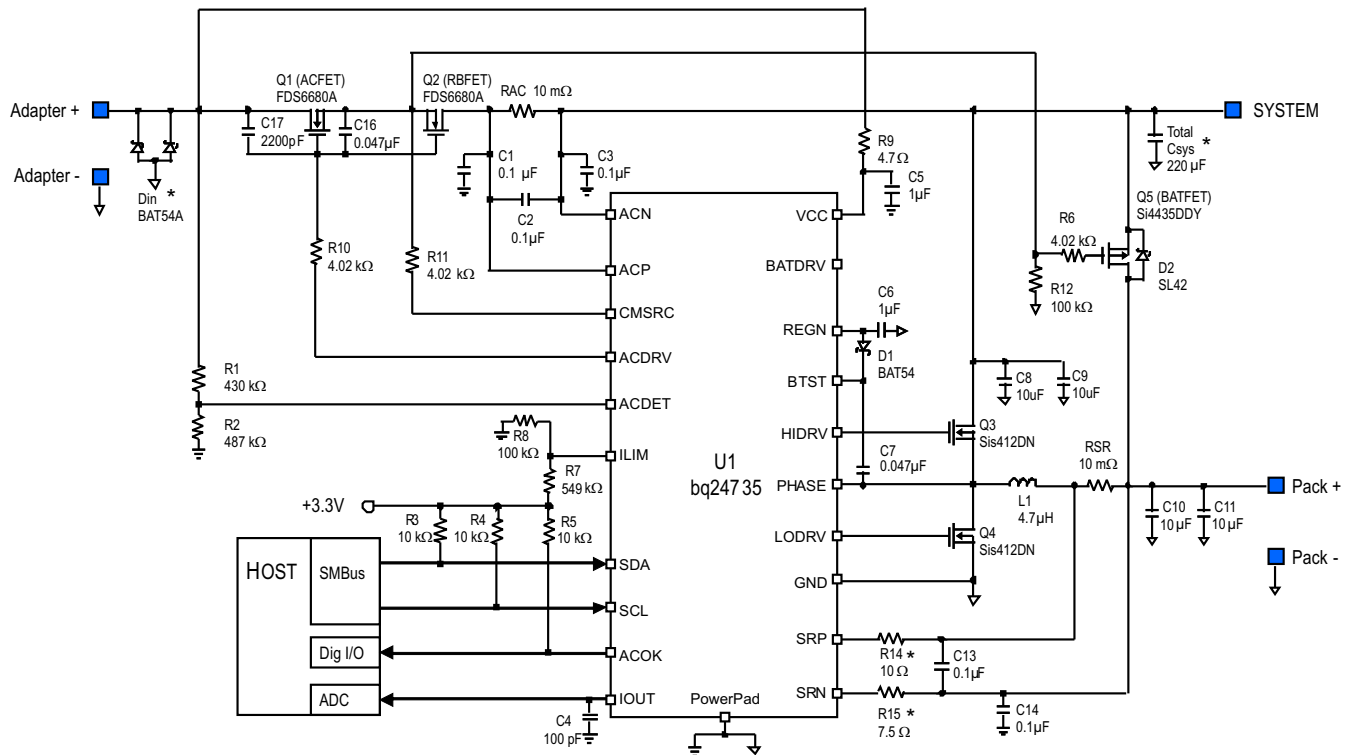 Adapter +
Adapter -
Din *
BAT54A
Q1 (ACFET)
FDS6680A
C17
2200pF
C16
0.047µF
Q2 (RBFET)
FDS6680A
RAC 10 mΩ
C1
0.1 µF
C2
0.1µF
C3
0.1µF
R9
4.7 Ω
C5
1µF
SYSTEM
Total
Csys
220 µF
*
Q5 (BATFET)
Si4435DDY
R6
4.02 kΩ
D2
SL42
R12
100 kΩ
R10
4.02 kΩ
R11
4.02 kΩ
R1
430 kΩ
R2
487 kΩ
R8
100 kΩ
R7
549 kΩ
+3.3V
R3
10 kΩ
R4
10 kΩ
R5
10 kΩ
HOST
SMBus
Dig I/O
ADC
C4
100 pF
ACN
ACP
CMSRC
ACDRV
ACDET
ILIM
SDA
SCL
ACOK
IOUT
U1
bq24735
PowerPad
VCC
BATDRV
REGN
BTST
HIDRV
PHASE
LODRV
GND
SRP
SRN
C6
1µF
D1
BAT54
C7
0.047µF
C8
10uF
C9
10uF
Q3
Sis412DN
Q4
Sis412DN
L1
4.7µH
RSR
10 mΩ
C10
10 µF
C11
10 µF
Pack +
Pack -
R14 *
10 Ω
C13
0.1µF
R15 *
7.5 Ω
C14
0.1µF